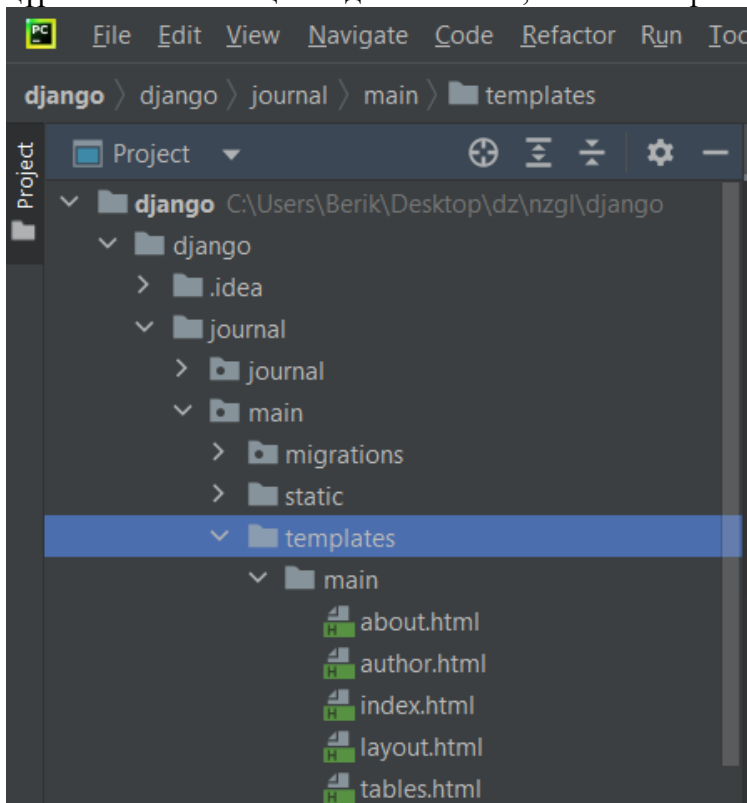 PC
File Edit View Navigate Code Refactor Run
django 〉 django 〉 journal 〉 main 〉 templates
Project
Project
django C:\Users\Berik\Desktop\dz\nzgl\django
django
.idea
journal
journal
main
migrations
static
templates
main
about.html
author.html
index.html
layout.html
tables.html